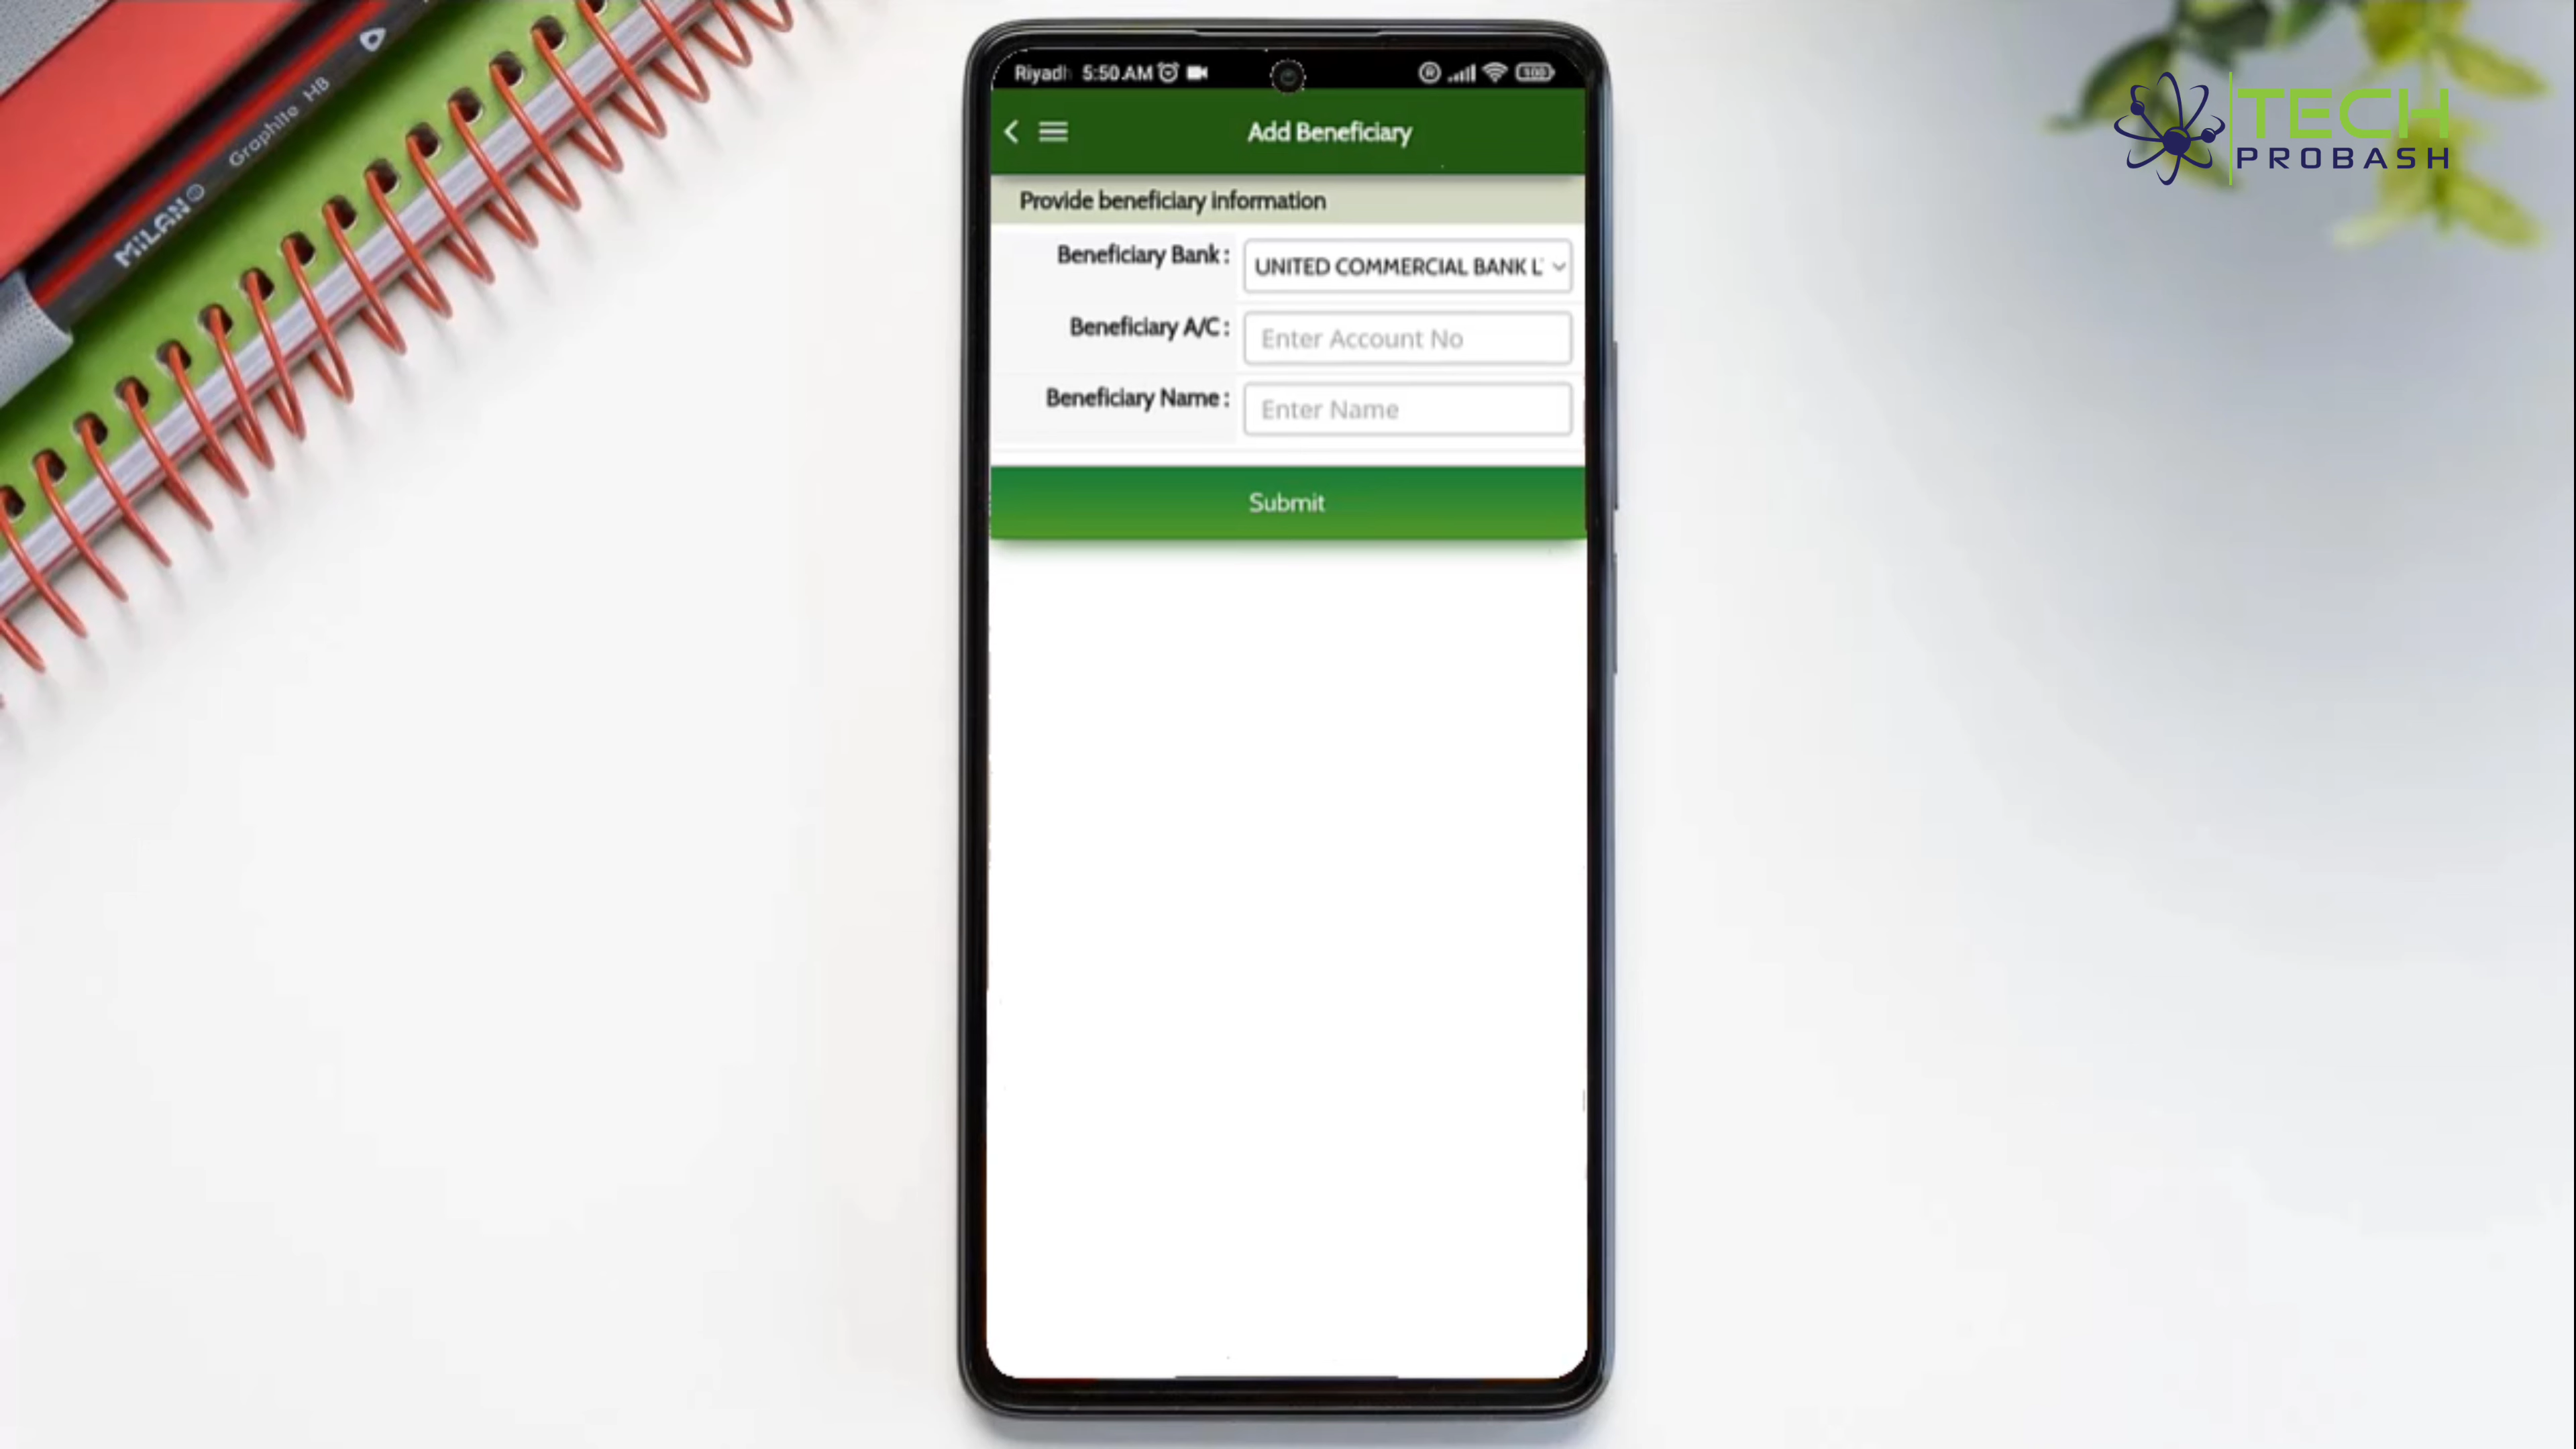 MILAN Graphite HB
Riyadh 5:50 AM
100
Add Beneficiary
Provide beneficiary information
Beneficiary Bank :
UNITED COMMERCIAL BANK L
Beneficiary A/C :
Enter Account No
Beneficiary Name :
Enter Name
Submit
TECH
PROBASH